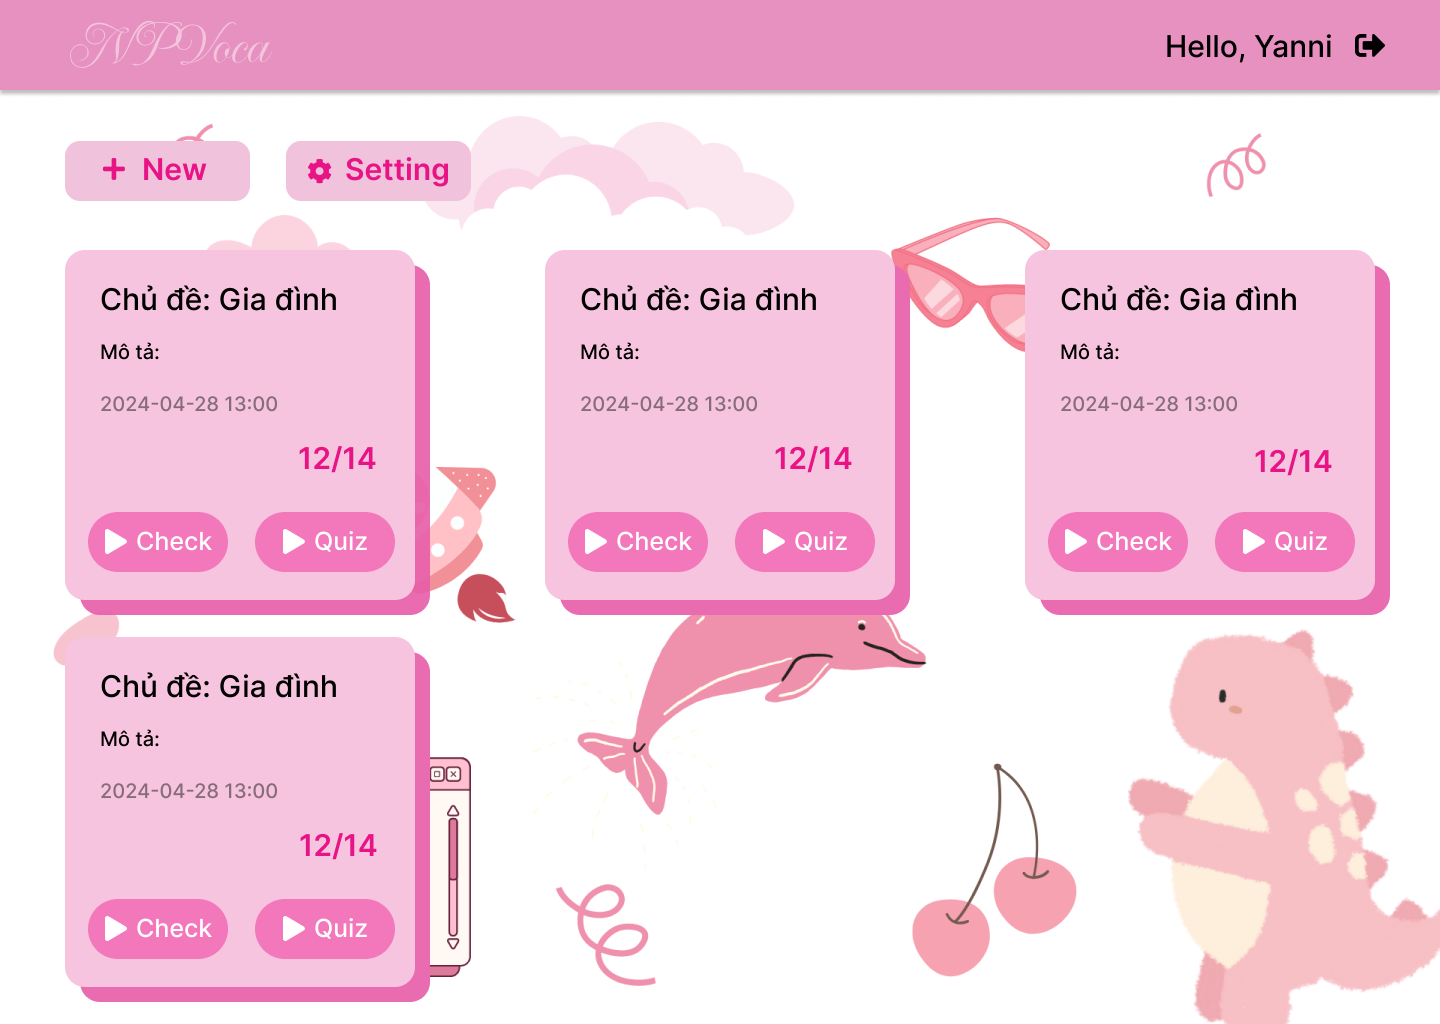 NPVoca
Hello, Yanni
New
Setting
Chủ đề: Gia đình
Mô tả:
2024-04-28 13:00
12/14
Check
Quiz
Chủ đề: Gia đình
Mô tả:
2024-04-28 13:00
12/14
Check
Quiz
Chủ đề: Gia đình
Mô tả:
2024-04-28 13:00
12/14
Check
Quiz
Chủ đề: Gia đình
Mô tả:
2024-04-28 13:00
12/14
Check
Quiz